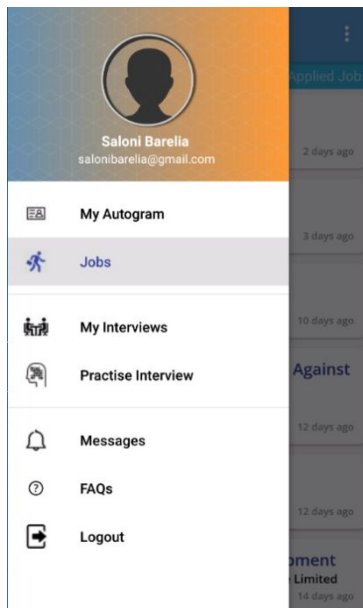 Saloni Barelia
salonibarelia@gmail.com
My Autogram
Jobs
My Interviews
Practise Interview
Messages
FAQs
Logout
Applied Job
2 days ago
3 days ago
10 days ago
Against
12 days ago
12 days ago
pment
Limited
14 days ago